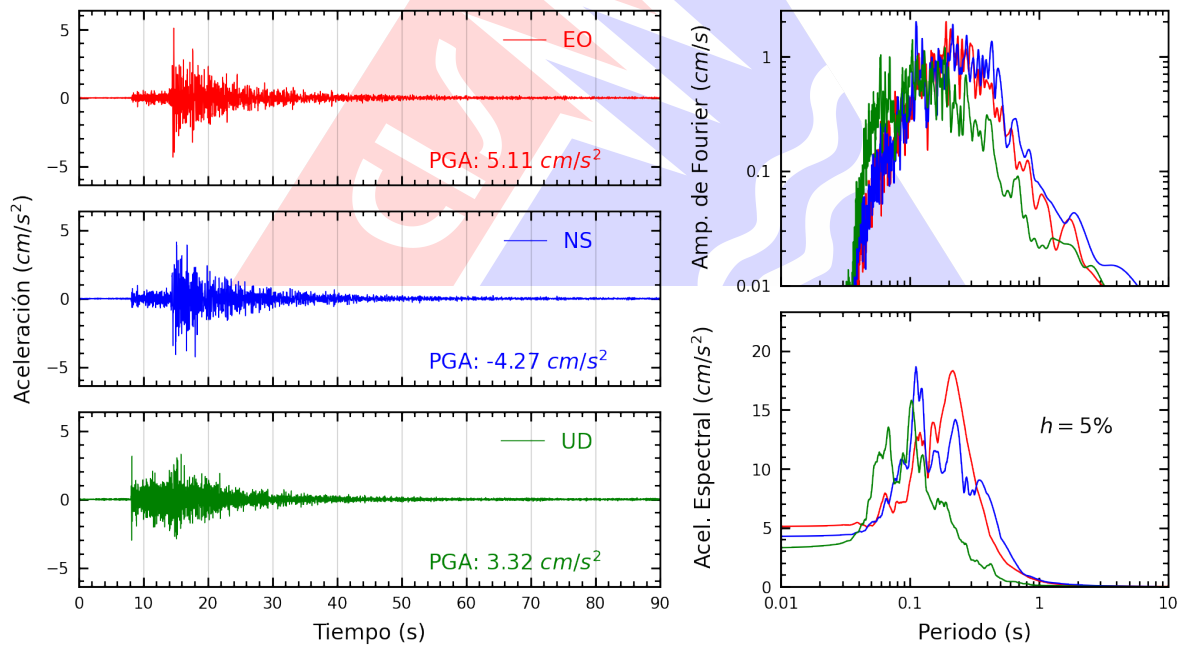 Aceleración (cm/s²)
5
0
−5
EO
PGA: 5.11 cm/s²
5
0
−5
NS
PGA: -4.27 cm/s²
5
0
−5
UD
PGA: 3.32 cm/s²
0 10 20 30 40 50 60 70 80 90
Tiempo (s)
Amp. de Fourier (cm/s)
1
0.1
0.01
Acel. Espectral (cm/s²)
20
15
10
5
0
h = 5%
0.01 0.1 1 10
Periodo (s)